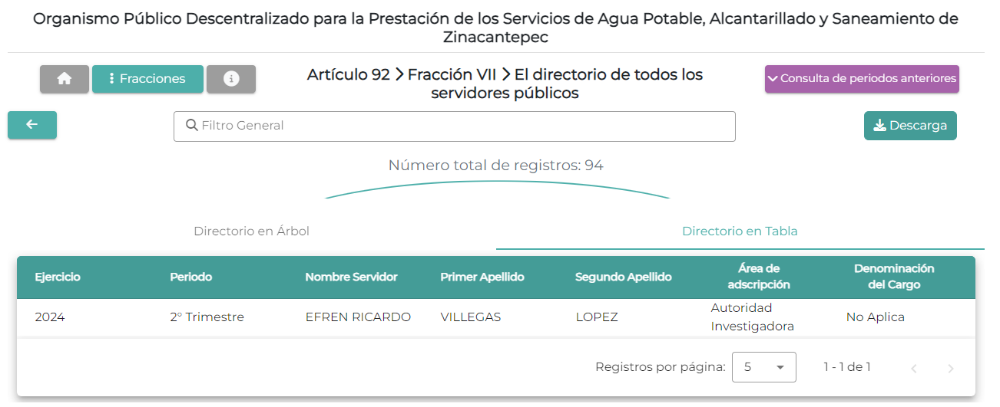 Organismo Público Descentralizado para la Prestación de los Servicios de Agua Potable, Alcantarillado y Saneamiento de
Zinacantepec
Fracciones
Artículo 92 > Fracción VII > El directorio de todos los
servidores públicos
Consulta de periodos anteriores
Filtro General
Descarga
Número total de registros: 94
Directorio en Árbol
Directorio en Tabla
Ejercicio Periodo Nombre Servidor Primer Apellido Segundo Apellido Área de adscripción Denominación del Cargo
2024 2° Trimestre EFREN RICARDO VILLEGAS LOPEZ Autoridad Investigadora No Aplica
Registros por página: 5 1 - 1 de 1